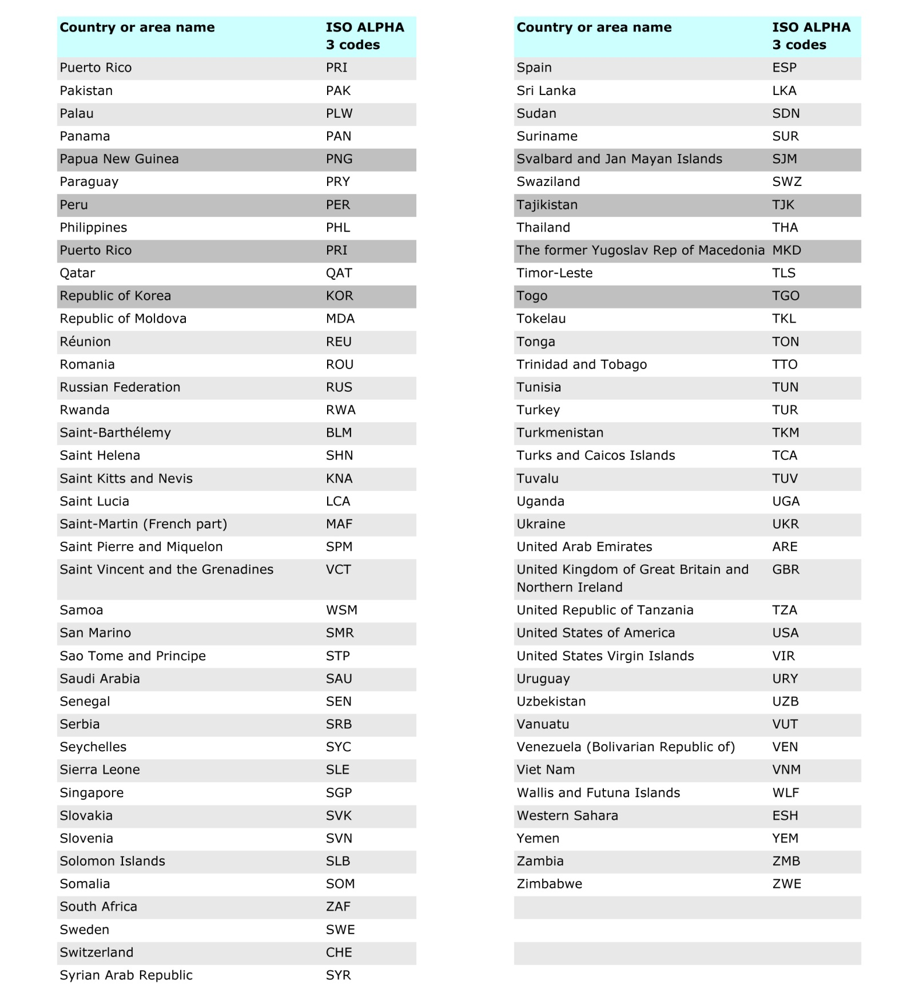 Country or area name ISO ALPHA
3 codes
Puerto Rico PRI
Pakistan PAK
Palau PLW
Panama PAN
Papua New Guinea PNG
Paraguay PRY
Peru PER
Philippines PHL
Puerto Rico PRI
Qatar QAT
Republic of Korea KOR
Republic of Moldova MDA
Réunion REU
Romania ROU
Russian Federation RUS
Rwanda RWA
Saint-Barthélemy BLM
Saint Helena SHN
Saint Kitts and Nevis KNA
Saint Lucia LCA
Saint-Martin (French part) MAF
Saint Pierre and Miquelon SPM
Saint Vincent and the Grenadines VCT
Samoa WSM
San Marino SMR
Sao Tome and Principe STP
Saudi Arabia SAU
Senegal SEN
Serbia SRB
Seychelles SYC
Sierra Leone SLE
Singapore SGP
Slovakia SVK
Slovenia SVN
Solomon Islands SLB
Somalia SOM
South Africa ZAF
Sweden SWE
Switzerland CHE
Syrian Arab Republic SYR
Country or area name ISO ALPHA
3 codes
Spain ESP
Sri Lanka LKA
Sudan SDN
Suriname SUR
Svalbard and Jan Mayan Islands SJM
Swaziland SWZ
Tajikistan TJK
Thailand THA
The former Yugoslav Rep of Macedonia MKD
Timor-Leste TLS
Togo TGO
Tokelau TKL
Tonga TON
Trinidad and Tobago TTO
Tunisia TUN
Turkey TUR
Turkmenistan TKM
Turks and Caicos Islands TCA
Tuvalu TUV
Uganda UGA
Ukraine UKR
United Arab Emirates ARE
United Kingdom of Great Britain and GBR
Northern Ireland
United Republic of Tanzania TZA
United States of America USA
United States Virgin Islands VIR
Uruguay URY
Uzbekistan UZB
Vanuatu VUT
Venezuela (Bolivarian Republic of) VEN
Viet Nam VNM
Wallis and Futuna Islands WLF
Western Sahara ESH
Yemen YEM
Zambia ZMB
Zimbabwe ZWE